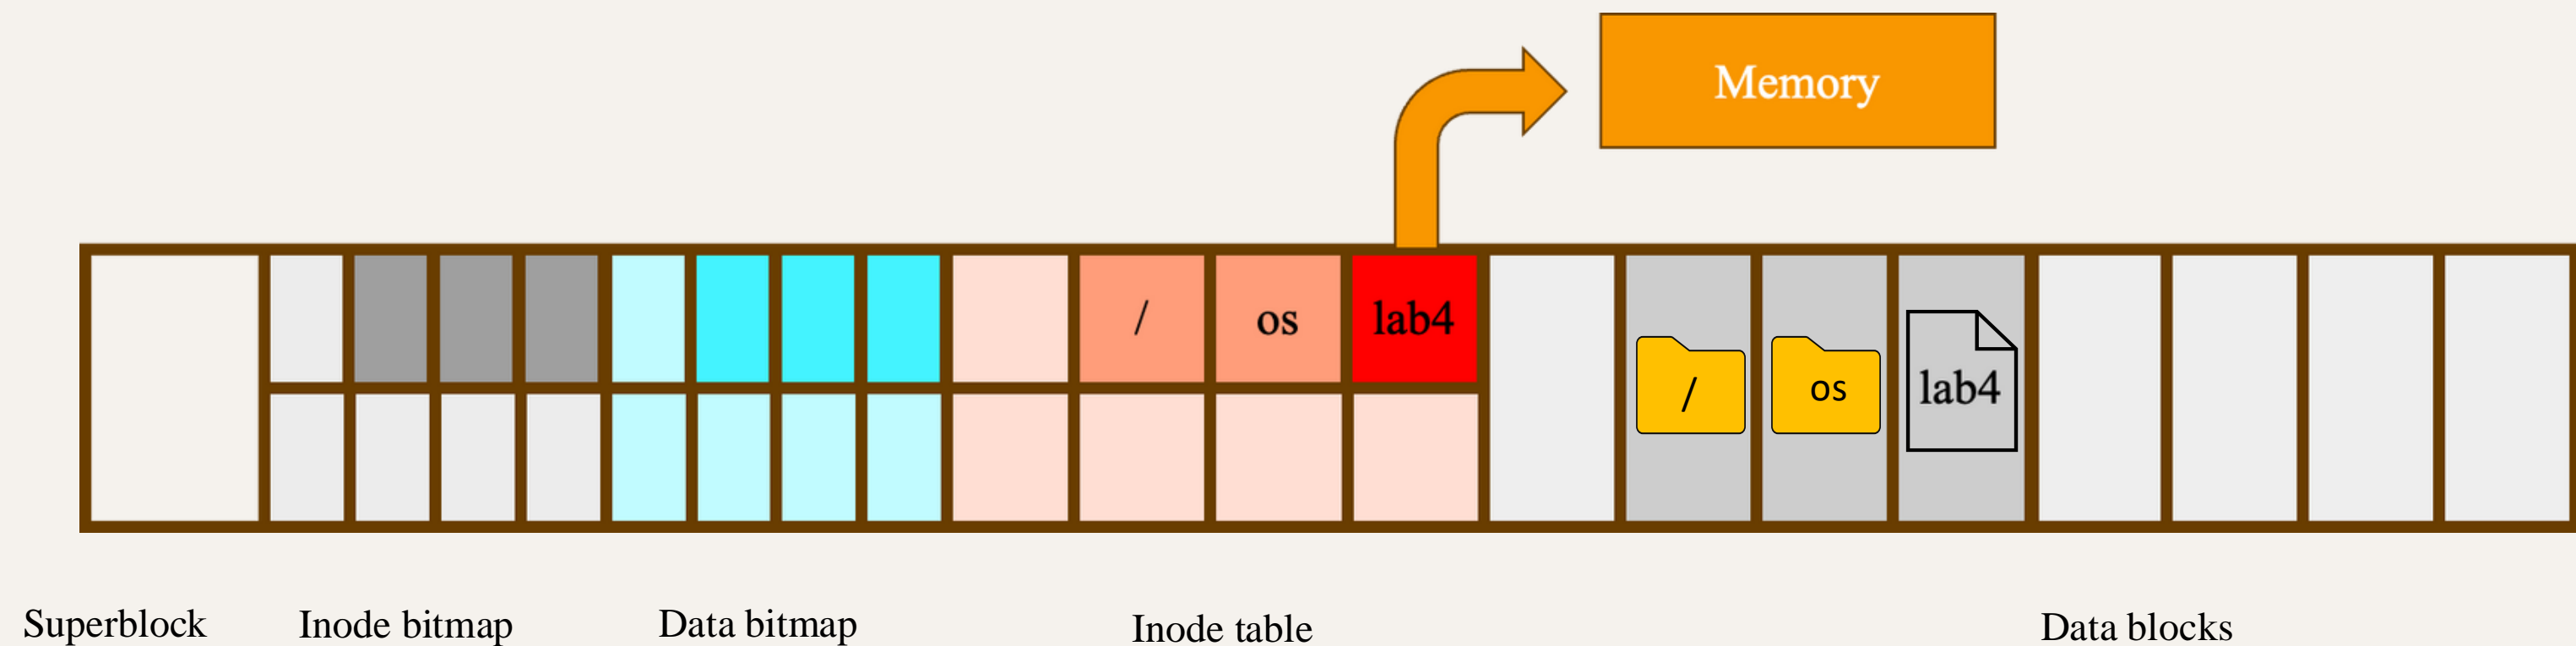 Memory
/
os
lab4
/
os
lab4
Superblock
Inode bitmap
Data bitmap
Inode table
Data blocks